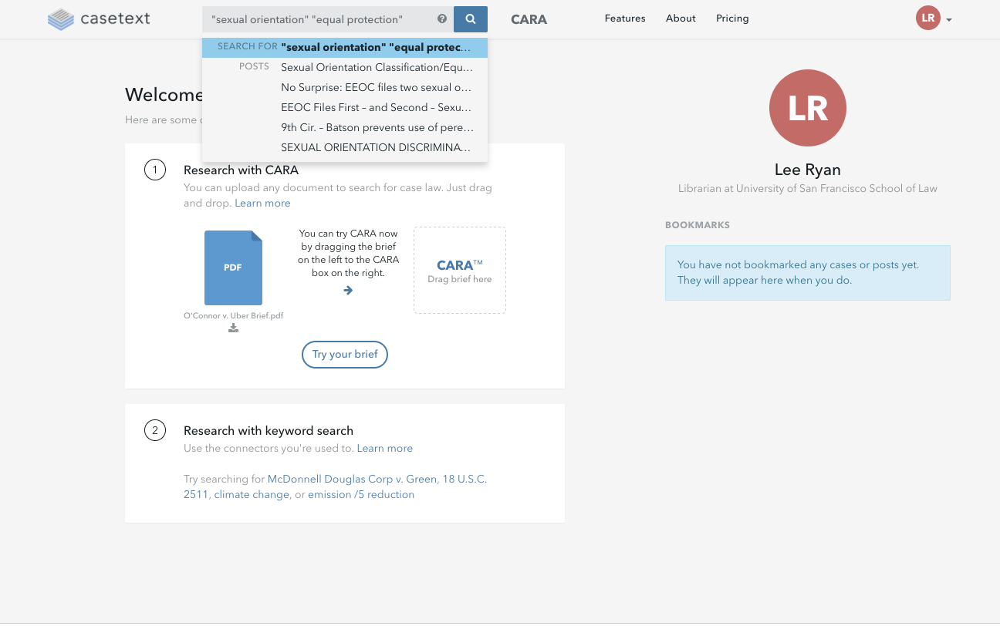 casetext
"sexual orientation" "equal protection"
CARA
Features
About
Pricing
LR
SEARCH FOR "sexual orientation" "equal protec…
POSTS
Sexual Orientation Classification/Equ…
No Surprise: EEOC files two sexual o…
EEOC Files First – and Second – Sexu…
9th Cir. – Batson prevents use of pere…
SEXUAL ORIENTATION DISCRIMINA…
Welcome
Here are some
1
Research with CARA
You can upload any document to search for case law. Just drag
and drop. Learn more
PDF
O'Connor v. Uber Brief.pdf
You can try CARA now
by dragging the brief
on the left to the CARA
box on the right.
CARA™
Drag brief here
Try your brief
2
Research with keyword search
Use the connectors you're used to. Learn more
Try searching for McDonnell Douglas Corp v. Green, 18 U.S.C.
2511, climate change, or emission /5 reduction
LR
Lee Ryan
Librarian at University of San Francisco School of Law
BOOKMARKS
You have not bookmarked any cases or posts yet.
They will appear here when you do.